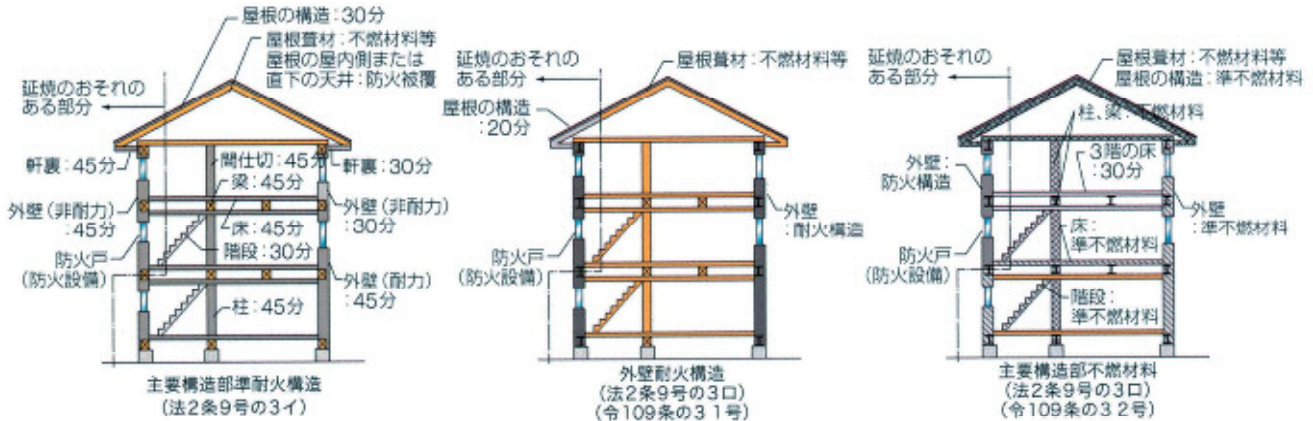 屋根の構造:30分
屋根葺材:不燃材料等
屋根の屋内側または
直下の天井:防火被覆
延焼のおそれの
ある部分
軒裏:45分
間仕切:45分
軒裏:30分
梁:45分
外壁(非耐力)
:45分
外壁(非耐力)
:30分
床:45分
階段:30分
防火戸
(防火設備)
外壁(耐力)
:45分
柱:45分
主要構造部準耐火構造
(法2条9号の3イ)
延焼のおそれの
ある部分
屋根葺材:不燃材料等
屋根の構造
:20分
外壁
:耐火構造
防火戸
(防火設備)
外壁耐火構造
(法2条9号の3ロ)
(令109条の3 1号)
延焼のおそれの
ある部分
屋根葺材:不燃材料等
屋根の構造:準不燃材料
柱、梁:不燃材料
外壁:
防火構造
3階の床
:30分
外壁
:準不燃材料
防火戸
(防火設備)
床:
準不燃材料
階段:
準不燃材料
主要構造部不燃材料
(法2条9号の3ロ)
(令109条の3 2号)